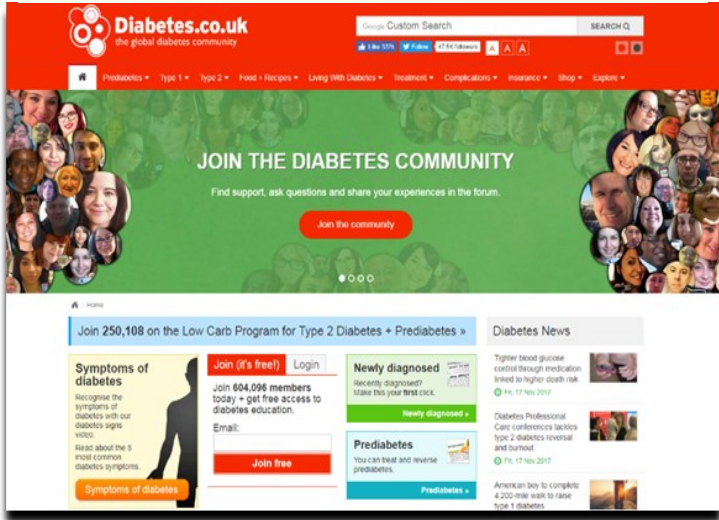 Diabetes.co.uk
the global diabetes community
Google Custom Search
SEARCH
Like
Follow
followers
A A A
Prediabetes Type 1 Type 2 Food + Recipes Living With Diabetes Treatment Complications Insurance Shop Explore
JOIN THE DIABETES COMMUNITY
Find support, ask questions and share your experiences in the forum.
Join the community
Home
Join 250,108 on the Low Carb Program for Type 2 Diabetes + Prediabetes »
Symptoms of
diabetes
Recognise the
symptoms of
diabetes with our
diabetes signs
video.
Read about the 5
most common
diabetes symptoms.
Symptoms of diabetes
Join (it's free!) Login
Join 604,096 members
today + get free access to
diabetes education.
Email:
Join free
Newly diagnosed
Recently diagnosed?
Make this your first click.
Newly diagnosed »
Prediabetes
You can treat and reverse
prediabetes.
Prediabetes »
Diabetes News
Tighter blood glucose
control through medication
linked to higher death risk
Fri, 17 Nov 2017
Diabetes Professional
Care conferences tackles
type 2 diabetes reversal
and burnout
Fri, 17 Nov 2017
American boy to complete
4,200-mile walk to raise
type 1 diabetes